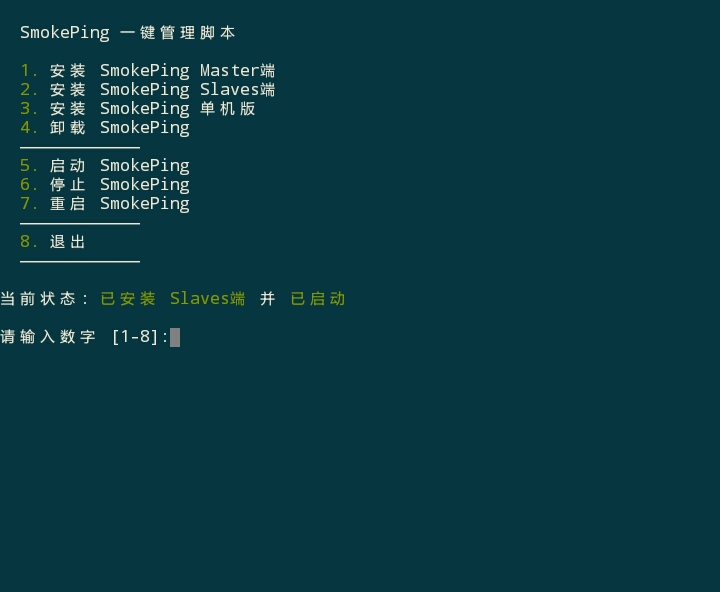 SmokePing 一键管理脚本
1. 安装 SmokePing Master端
2. 安装 SmokePing Slaves端
3. 安装 SmokePing 单机版
4. 卸载 SmokePing
————————————
5. 启动 SmokePing
6. 停止 SmokePing
7. 重启 SmokePing
————————————
8. 退出
————————————
当前状态: 已安装 Slaves端 并 已启动
请输入数字 [1-8]: